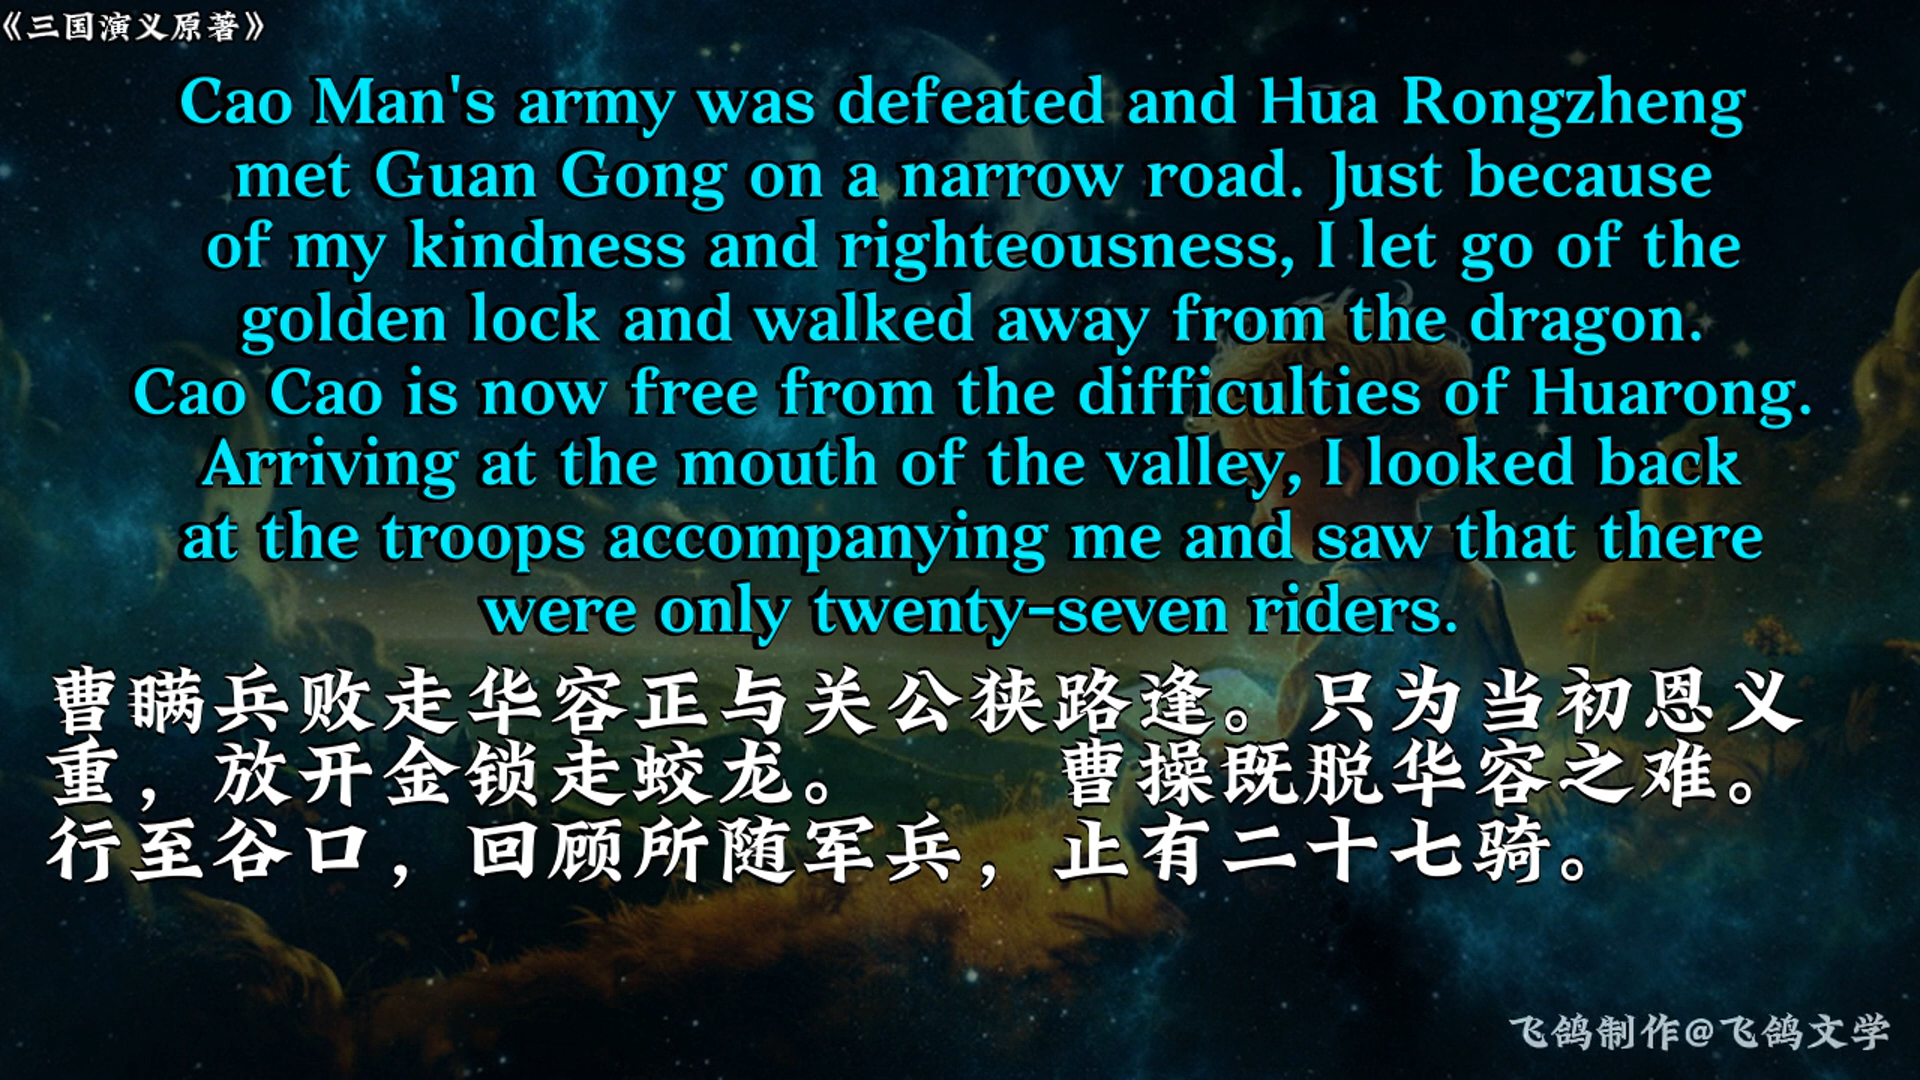 《三国演义原著》
Cao Man's army was defeated and Hua Rongzheng
met Guan Gong on a narrow road. Just because
of my kindness and righteousness, I let go of the
golden lock and walked away from the dragon.
Cao Cao is now free from the difficulties of Huarong.
Arriving at the mouth of the valley, I looked back
at the troops accompanying me and saw that there
were only twenty-seven riders.
曹瞒兵败走华容正与关公狭路逢。只为当初恩义
重，放开金锁走蛟龙。 曹操既脱华容之难。
行至谷口，回顾所随军兵，止有二十七骑。
飞鸽制作@飞鸽文学